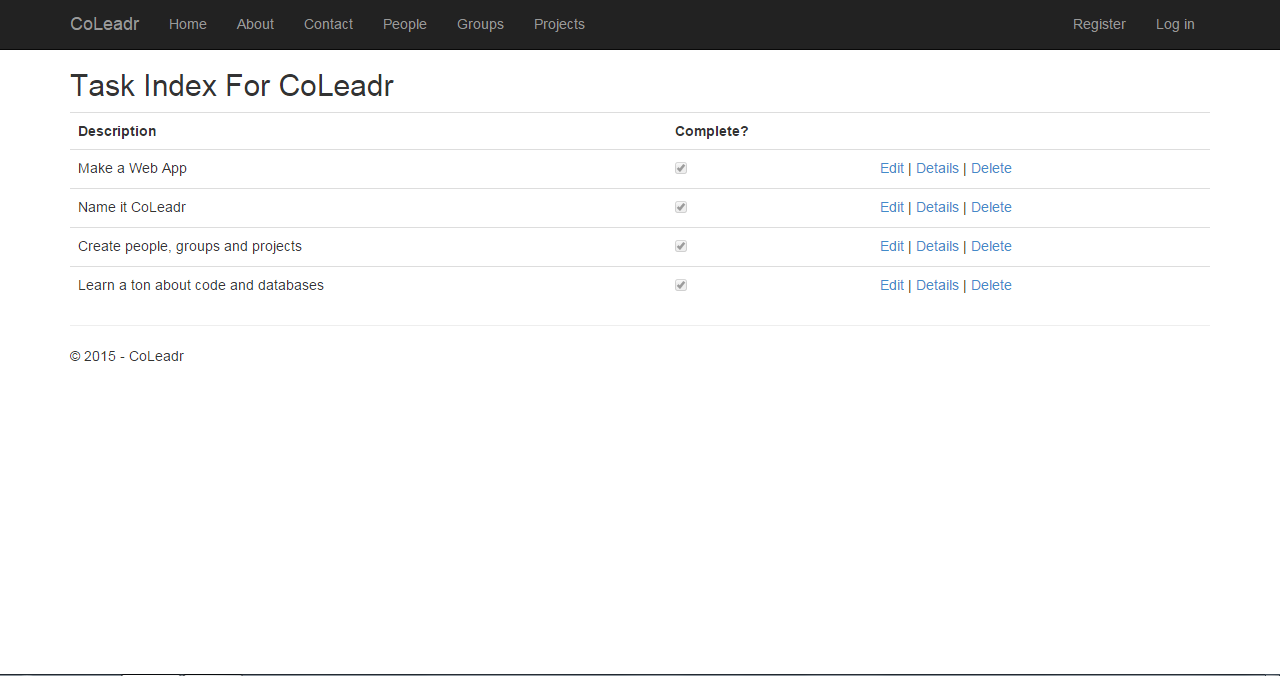 CoLeadr Home About Contact People Groups Projects Register Log in
Task Index For CoLeadr
Description Complete?
Make a Web App Edit | Details | Delete
Name it CoLeadr Edit | Details | Delete
Create people, groups and projects Edit | Details | Delete
Learn a ton about code and databases Edit | Details | Delete
© 2015 - CoLeadr